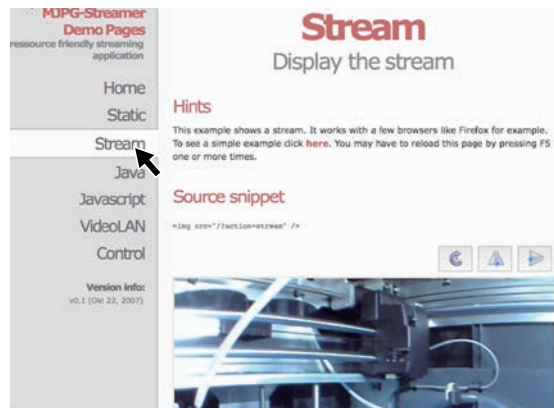 MJPG-Streamer
Demo Pages
ressource friendly streaming
application
Home
Static
Stream
Java
Javascript
VideoLAN
Control
Version info:
v0.1 (Okt 22, 2007)
Stream
Display the stream
Hints
This example shows a stream. It works with a few browsers like Firefox for example.
To see a simple example click here. You may have to reload this page by pressing F5
one or more times.
Source snippet
<img src="/?action=stream" />